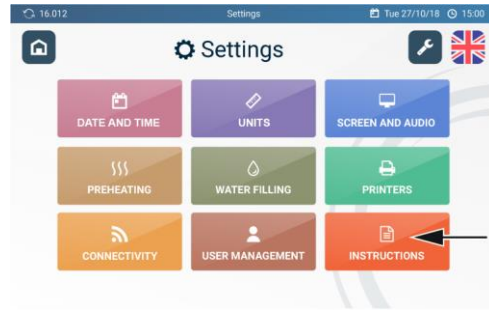 16.012 Settings Tue 27/10/18 15:00
Settings
DATE AND TIME UNITS SCREEN AND AUDIO
PREHEATING WATER FILLING PRINTERS
CONNECTIVITY USER MANAGEMENT INSTRUCTIONS